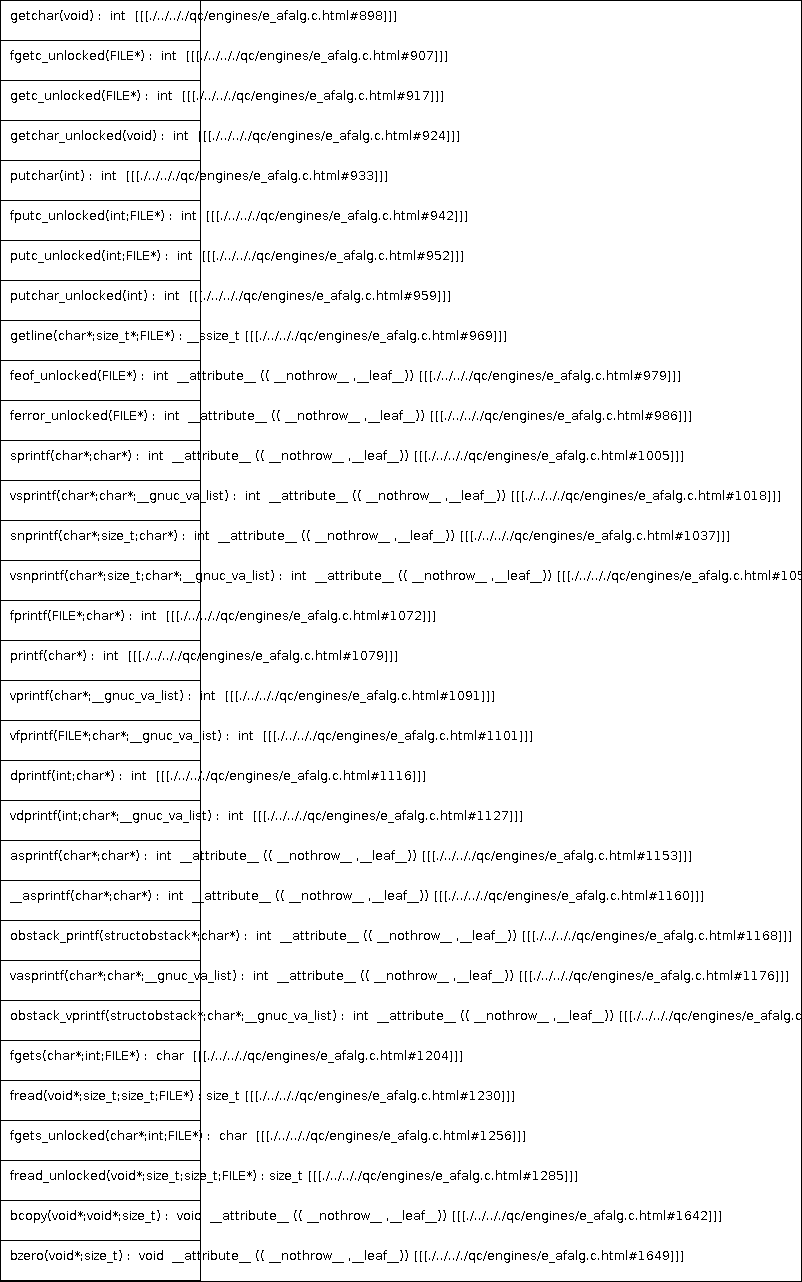 getchar(void) :  int  [[[./../../../qc/engines/e_afalg.c.html#898]]]
fgetc_unlocked(FILE*) :  int  [[[./../../../qc/engines/e_afalg.c.html#907]]]
getc_unlocked(FILE*) :  int  [[[./../../../qc/engines/e_afalg.c.html#917]]]
getchar_unlocked(void) :  int  [[[./../../../qc/engines/e_afalg.c.html#924]]]
putchar(int) :  int  [[[./../../../qc/engines/e_afalg.c.html#933]]]
fputc_unlocked(int;FILE*) :  int  [[[./../../../qc/engines/e_afalg.c.html#942]]]
putc_unlocked(int;FILE*) :  int  [[[./../../../qc/engines/e_afalg.c.html#952]]]
putchar_unlocked(int) :  int  [[[./../../../qc/engines/e_afalg.c.html#959]]]
getline(char*;size_t*;FILE*) : __ssize_t [[[./../../../qc/engines/e_afalg.c.html#969]]]
feof_unlocked(FILE*) :  int  __attribute__ (( __nothrow__ ,__leaf__)) [[[./../../../qc/engines/e_afalg.c.html#979]]]
ferror_unlocked(FILE*) :  int  __attribute__ (( __nothrow__ ,__leaf__)) [[[./../../../qc/engines/e_afalg.c.html#986]]]
sprintf(char*;char*) :  int  __attribute__ (( __nothrow__ ,__leaf__)) [[[./../../../qc/engines/e_afalg.c.html#1005]]]
vsprintf(char*;char*;__gnuc_va_list) :  int  __attribute__ (( __nothrow__ ,__leaf__)) [[[./../../../qc/engines/e_afalg.c.html#1018]]]
snprintf(char*;size_t;char*) :  int  __attribute__ (( __nothrow__ ,__leaf__)) [[[./../../../qc/engines/e_afalg.c.html#1037]]]
vsnprintf(char*;size_t;char*;__gnuc_va_list) :  int  __attribute__ (( __nothrow__ ,__leaf__)) [[[./../../../qc/engines/e_afalg.c.html#105
fprintf(FILE*;char*) :  int  [[[./../../../qc/engines/e_afalg.c.html#1072]]]
printf(char*) :  int  [[[./../../../qc/engines/e_afalg.c.html#1079]]]
vprintf(char*;__gnuc_va_list) :  int  [[[./../../../qc/engines/e_afalg.c.html#1091]]]
vfprintf(FILE*;char*;__gnuc_va_list) :  int  [[[./../../../qc/engines/e_afalg.c.html#1101]]]
dprintf(int;char*) :  int  [[[./../../../qc/engines/e_afalg.c.html#1116]]]
vdprintf(int;char*;__gnuc_va_list) :  int  [[[./../../../qc/engines/e_afalg.c.html#1127]]]
asprintf(char*;char*) :  int  __attribute__ (( __nothrow__ ,__leaf__)) [[[./../../../qc/engines/e_afalg.c.html#1153]]]
__asprintf(char*;char*) :  int  __attribute__ (( __nothrow__ ,__leaf__)) [[[./../../../qc/engines/e_afalg.c.html#1160]]]
obstack_printf(structobstack*;char*) :  int  __attribute__ (( __nothrow__ ,__leaf__)) [[[./../../../qc/engines/e_afalg.c.html#1168]]]
vasprintf(char*;char*;__gnuc_va_list) :  int  __attribute__ (( __nothrow__ ,__leaf__)) [[[./../../../qc/engines/e_afalg.c.html#1176]]]
obstack_vprintf(structobstack*;char*;__gnuc_va_list) :  int  __attribute__ (( __nothrow__ ,__leaf__)) [[[./../../../qc/engines/e_afalg.c
fgets(char*;int;FILE*) :  char  [[[./../../../qc/engines/e_afalg.c.html#1204]]]
fread(void*;size_t;size_t;FILE*) : size_t [[[./../../../qc/engines/e_afalg.c.html#1230]]]
fgets_unlocked(char*;int;FILE*) :  char  [[[./../../../qc/engines/e_afalg.c.html#1256]]]
fread_unlocked(void*;size_t;size_t;FILE*) : size_t [[[./../../../qc/engines/e_afalg.c.html#1285]]]
bcopy(void*;void*;size_t) :  void  __attribute__ (( __nothrow__ ,__leaf__)) [[[./../../../qc/engines/e_afalg.c.html#1642]]]
bzero(void*;size_t) :  void  __attribute__ (( __nothrow__ ,__leaf__)) [[[./../../../qc/engines/e_afalg.c.html#1649]]]